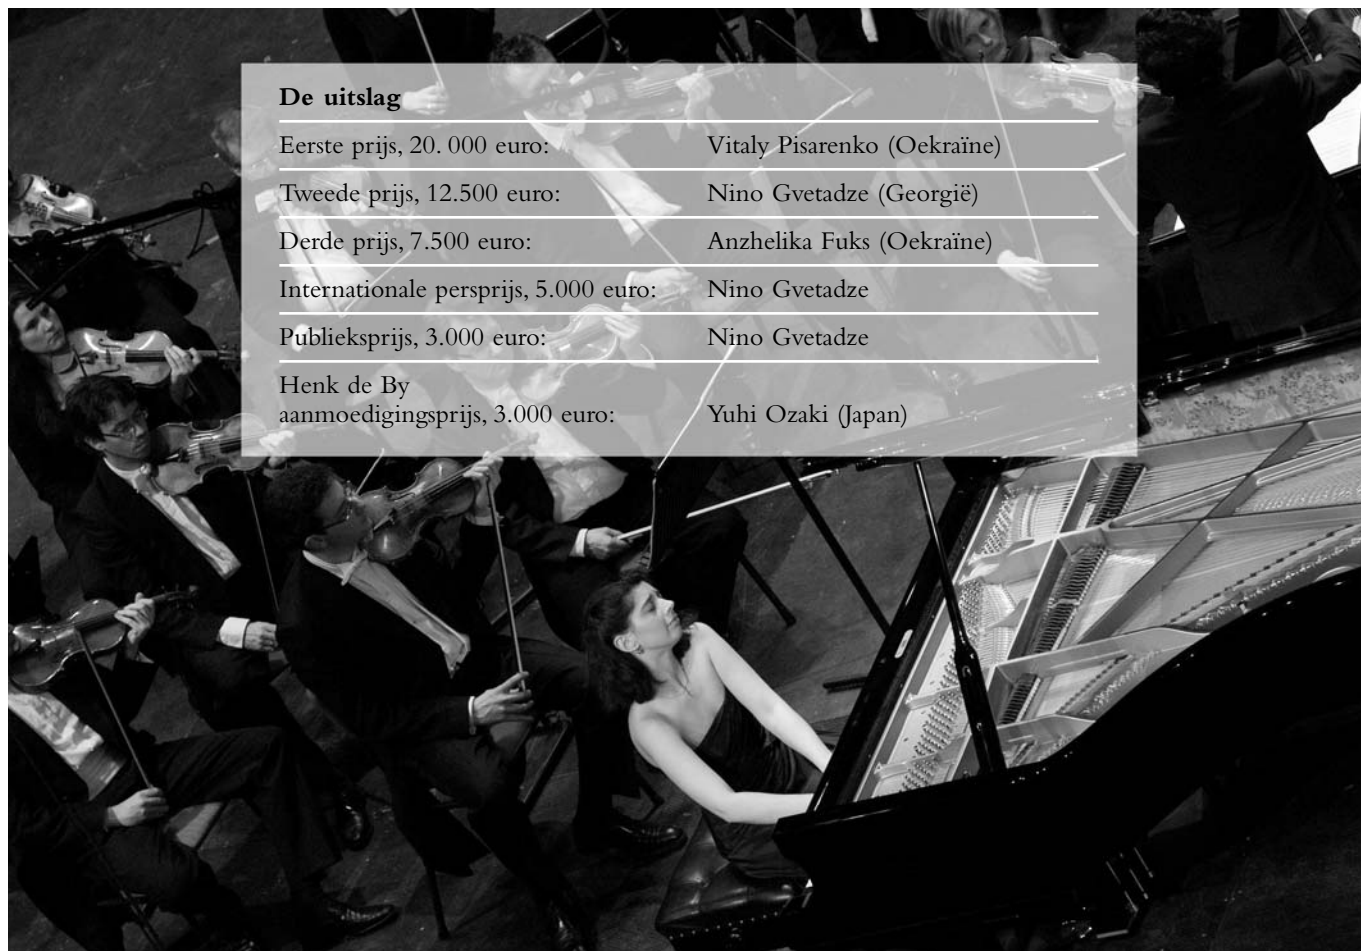 De uitslag
Eerste prijs, 20. 000 euro: Vitaly Pisarenko (Oekraïne)
Tweede prijs, 12.500 euro: Nino Gvetadze (Georgië)
Derde prijs, 7.500 euro: Anzhelika Fuks (Oekraïne)
Internationale persprijs, 5.000 euro: Nino Gvetadze
Publieksprijs, 3.000 euro: Nino Gvetadze
Henk de By
aanmoedigingsprijs, 3.000 euro: Yuhi Ozaki (Japan)